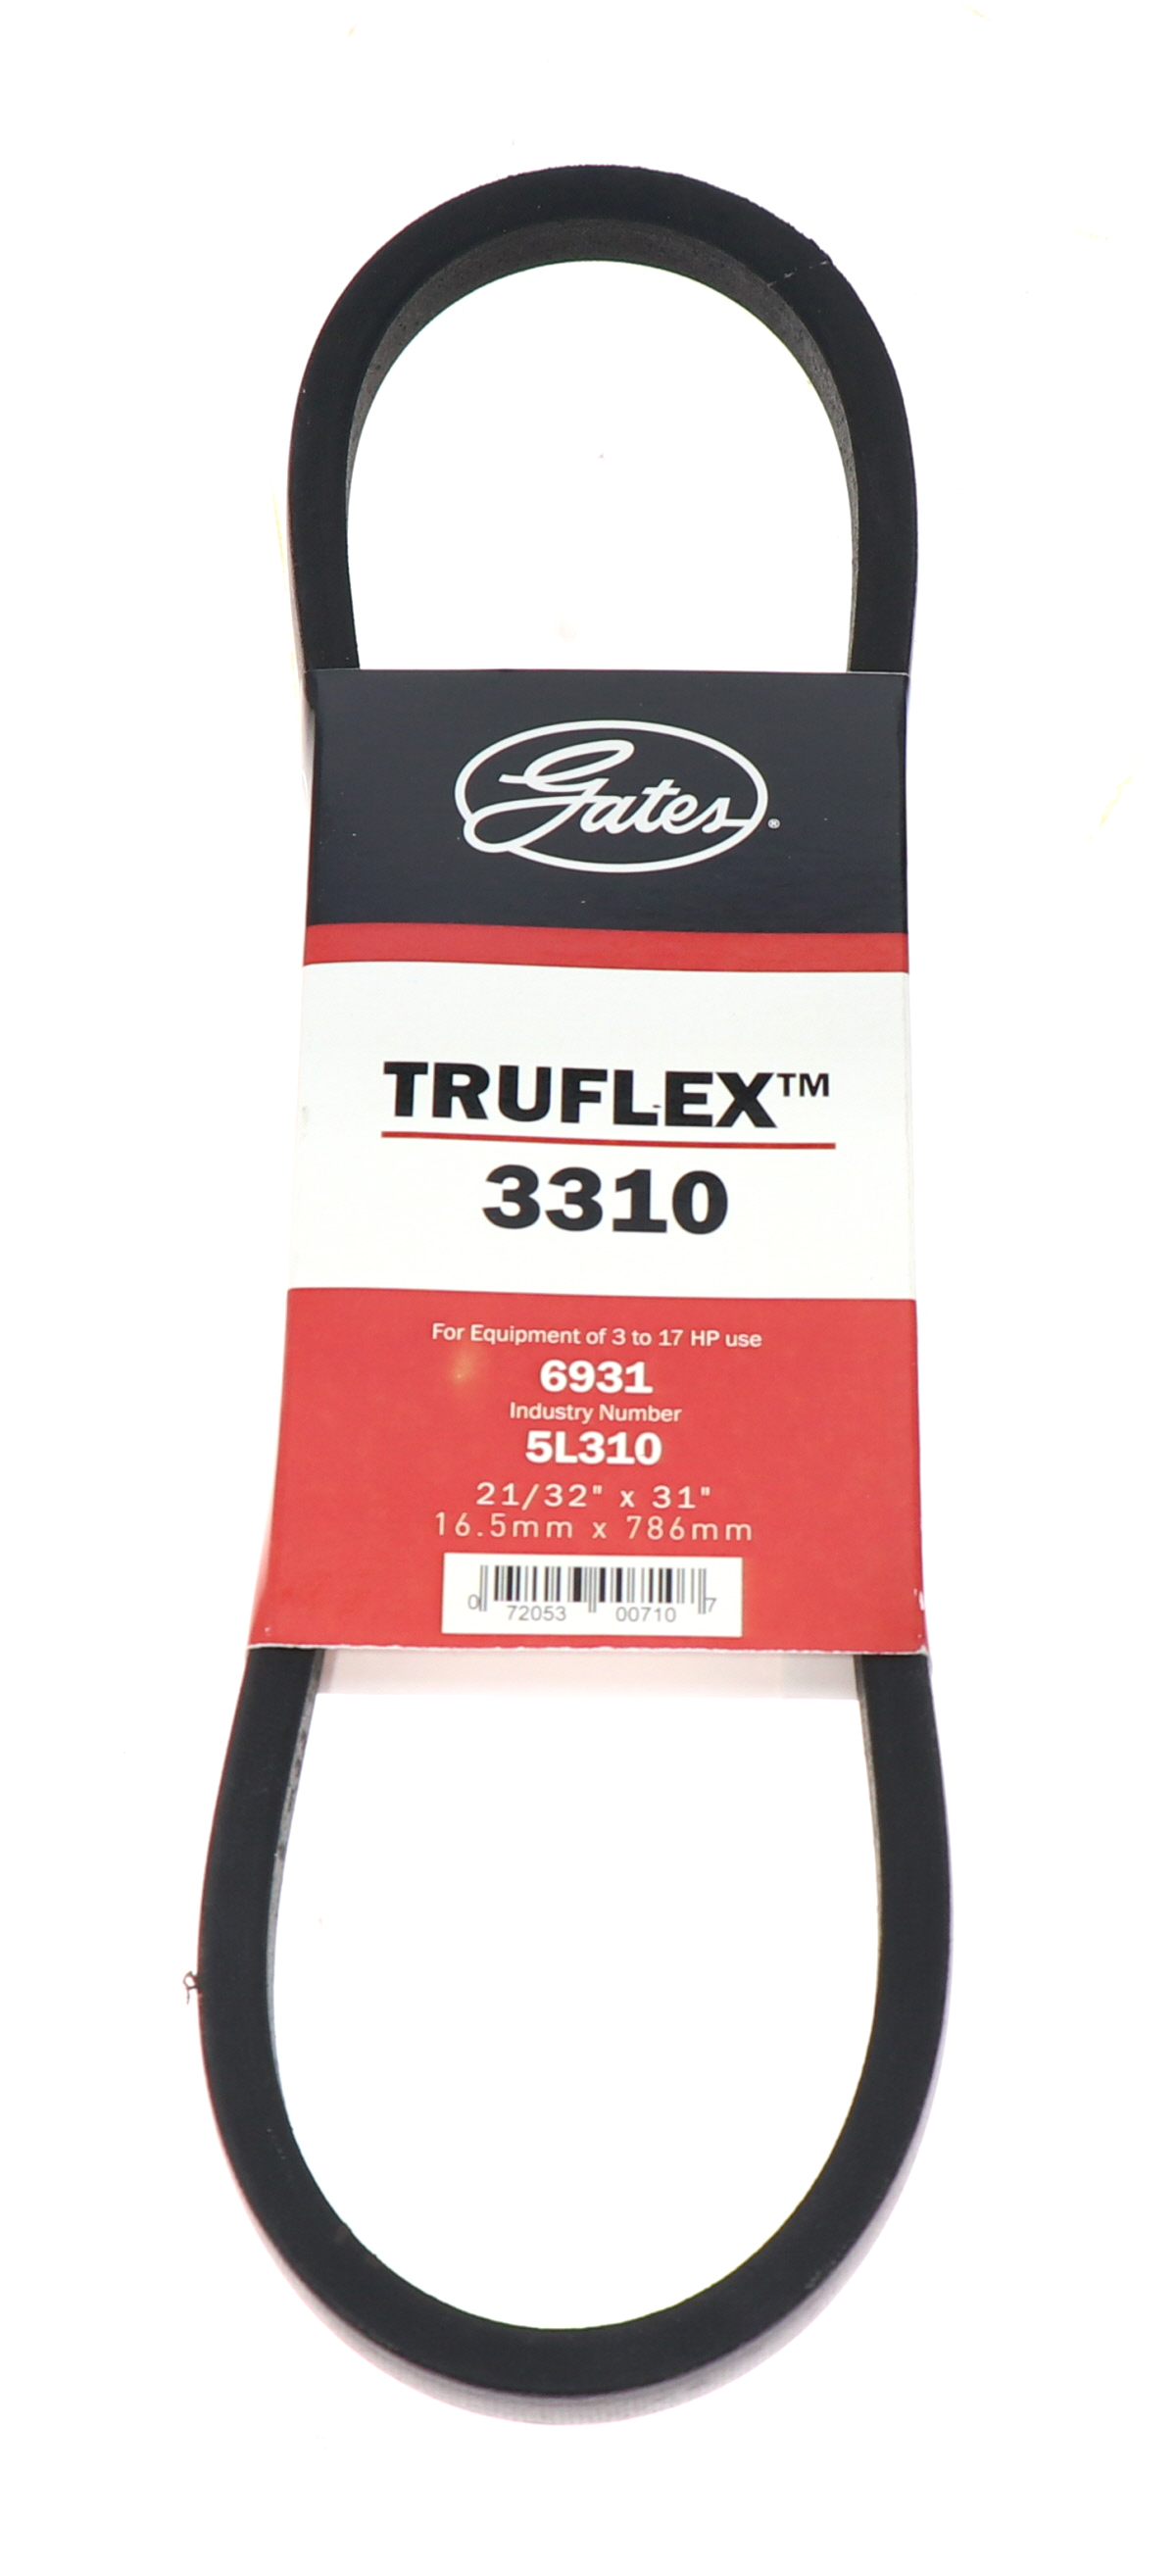 Gates®
TRUFLEX™
3310
For Equipment of 3 to 17 HP use
6931
Industry Number
5L310
21/32" x 31"
16.5mm x 786mm
0 72053 00710 7